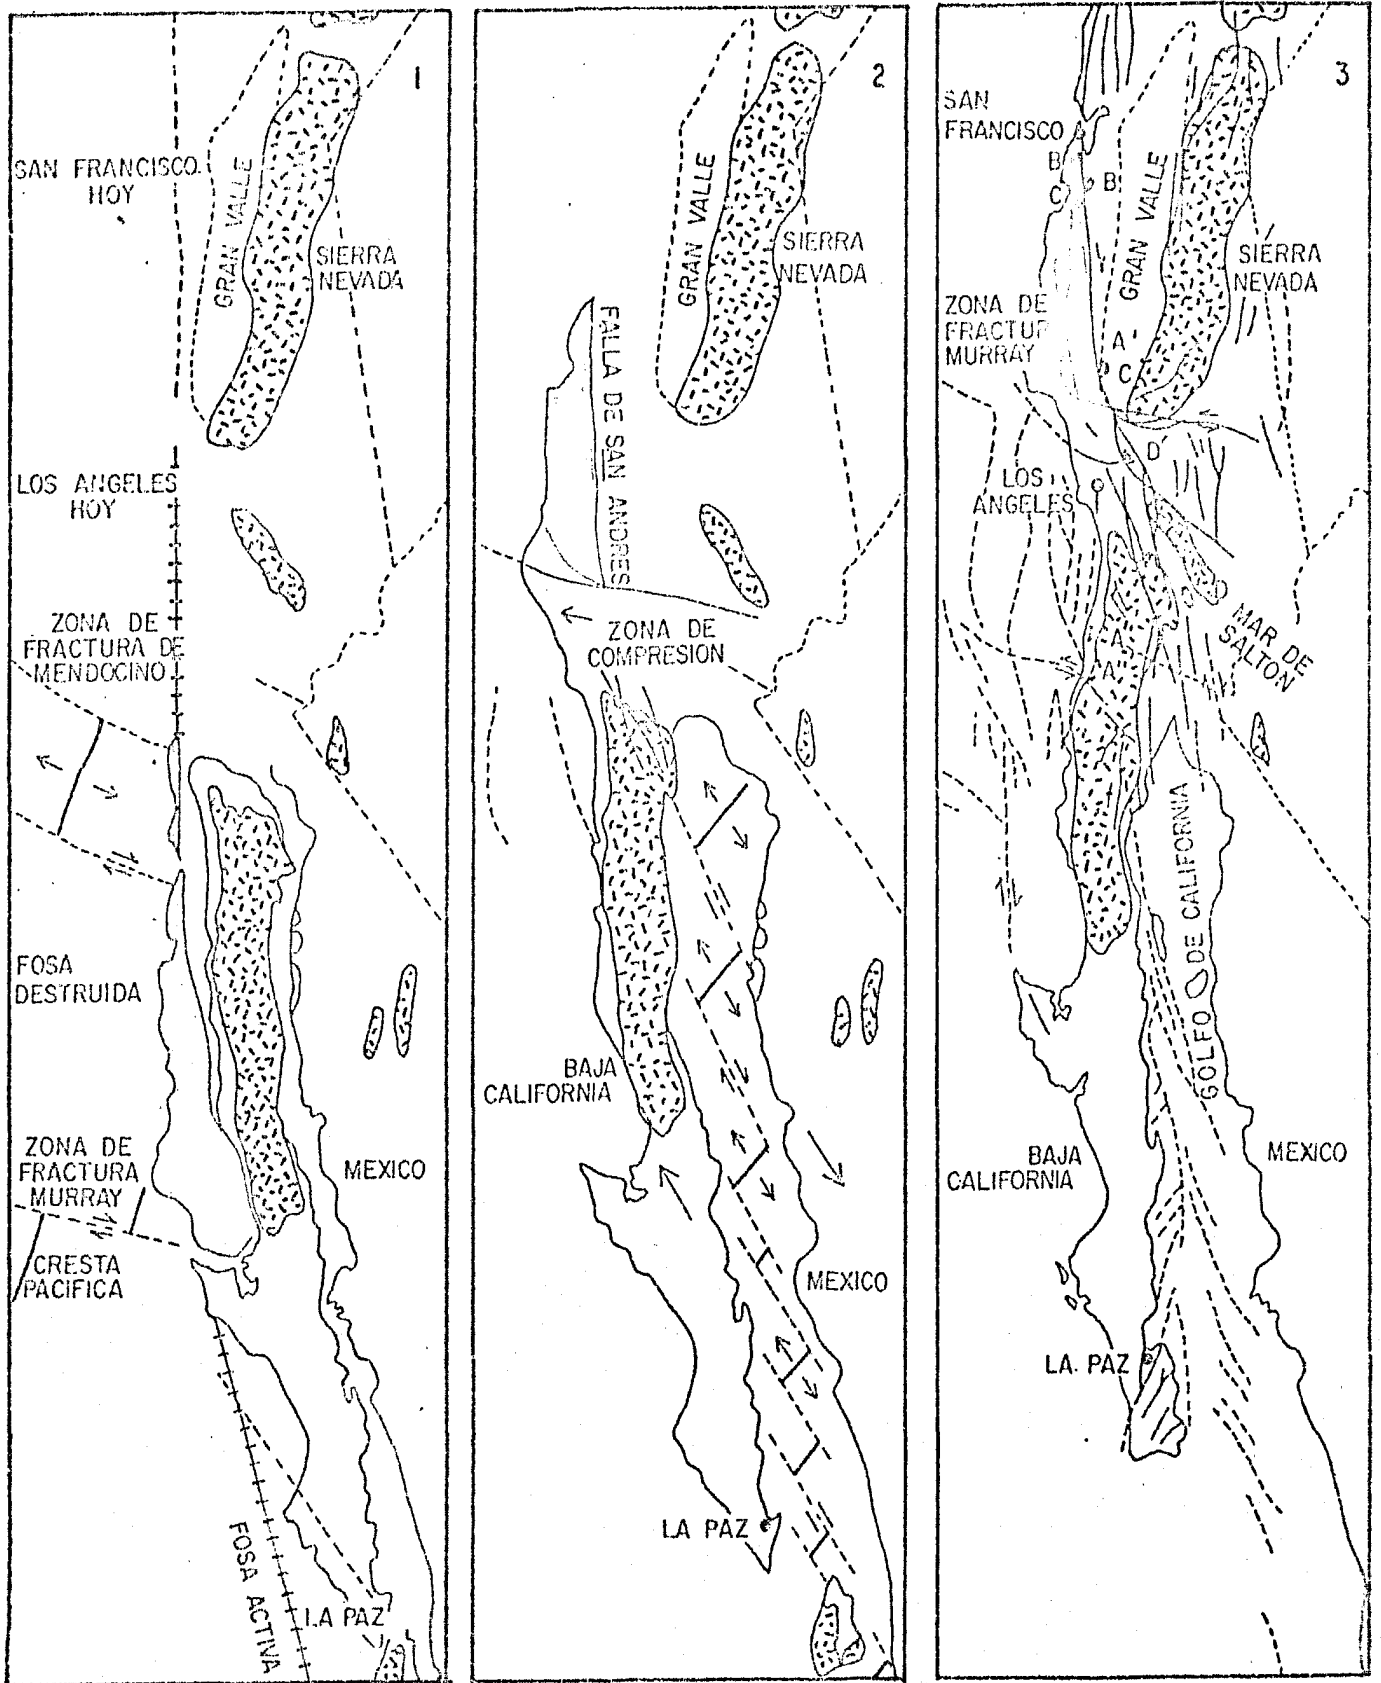 1
SAN FRANCISCO
HOY
GRAN VALLE
SIERRA
NEVADA
LOS ANGELES
HOY
ZONA DE
FRACTURA DE
MENDOCINO
FOSA
DESTRUIDA
ZONA DE
FRACTURA
MURRAY
MEXICO
CRESTA
PACIFICA
FOSA ACTIVA
LA PAZ
2
GRAN VALLE
SIERRA
NEVADA
FALLA DE SAN ANDRES
ZONA DE
COMPRESION
BAJA
CALIFORNIA
MEXICO
LA PAZ
3
SAN
FRANCISCO
B
C
B
GRAN VALLE
SIERRA
NEVADA
ZONA DE
FRACTUR
MURRAY
A'
C
D
LOS
ANGELES
MAR DE
SALTON
A
A'
GOLFO DE CALIFORNIA
BAJA
CALIFORNIA
MEXICO
LA PAZ